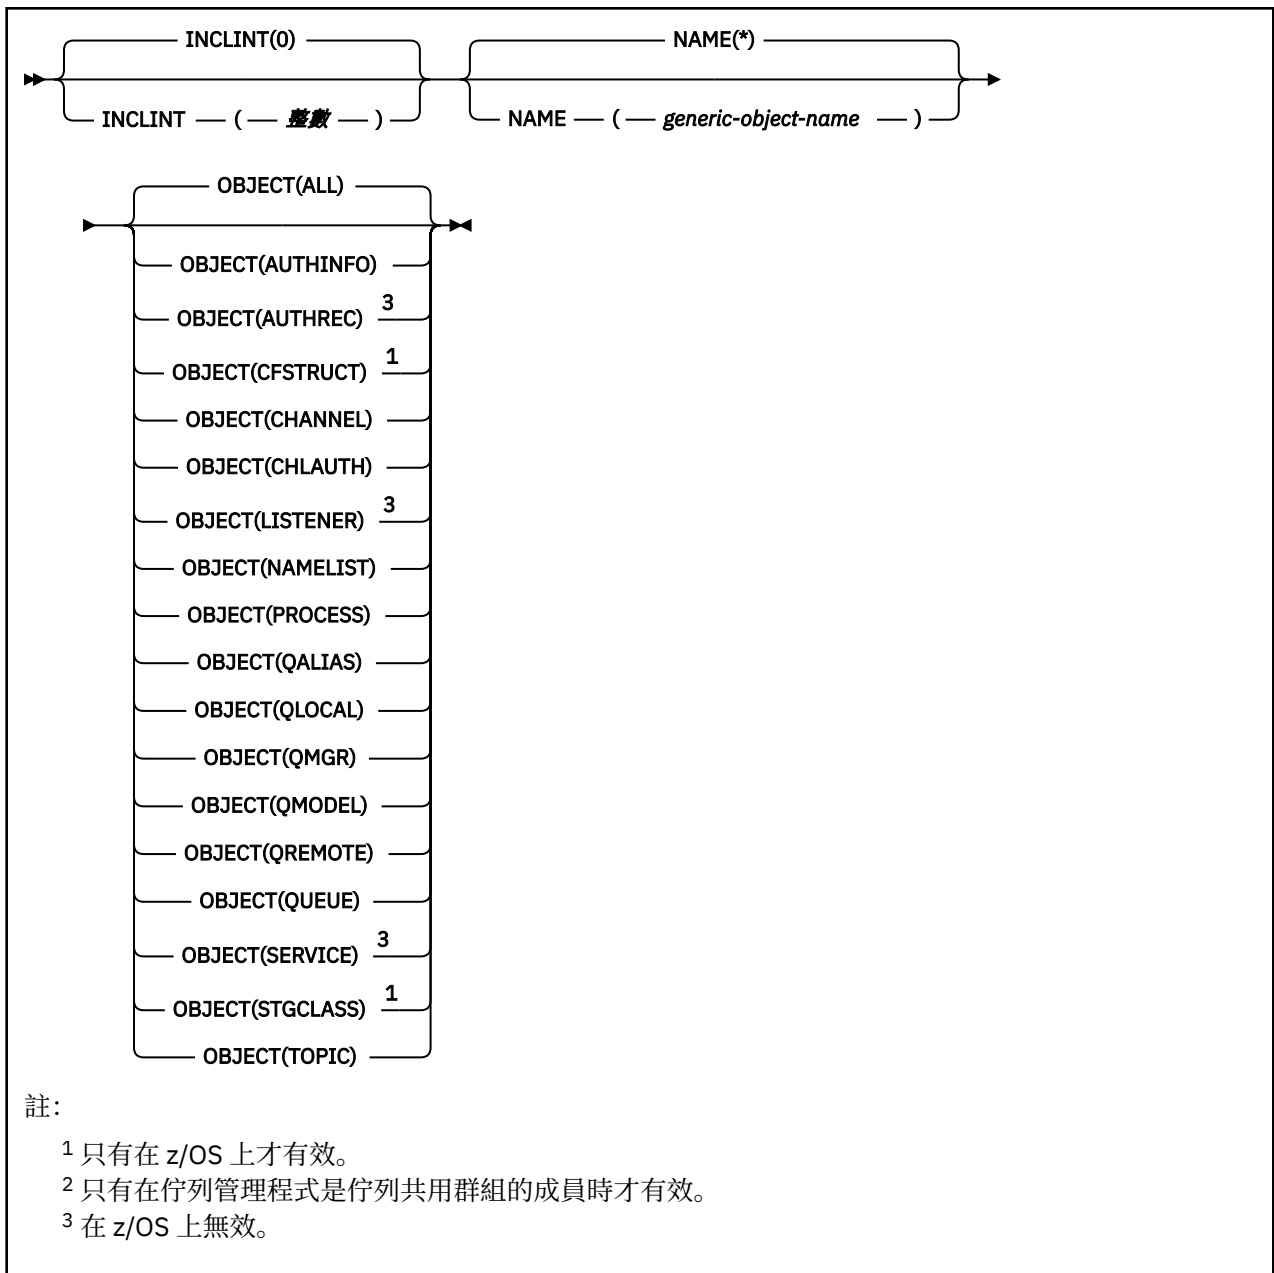 INCLINT(0) NAME(*)
INCLINT ( 整數 ) NAME ( generic-object-name )
OBJECT(ALL)
OBJECT(AUTHINFO)
OBJECT(AUTHREC) 3
OBJECT(CFSTRUCT) 1
OBJECT(CHANNEL)
OBJECT(CHLAUTH)
OBJECT(LISTENER) 3
OBJECT(NAMELIST)
OBJECT(PROCESS)
OBJECT(QALIAS)
OBJECT(QLOCAL)
OBJECT(QMGR)
OBJECT(QMODEL)
OBJECT(QREMOTE)
OBJECT(QUEUE)
OBJECT(SERVICE) 3
OBJECT(STGCLASS) 1
OBJECT(TOPIC)
註：
1 只有在 z/OS 上才有效。
2 只有在佇列管理程式是佇列共用群組的成員時才有效。
3 在 z/OS 上無效。